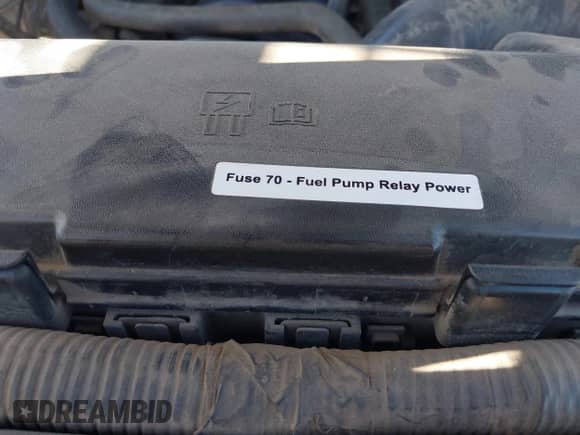 Fuse 70 - Fuel Pump Relay Power
DREAMBID